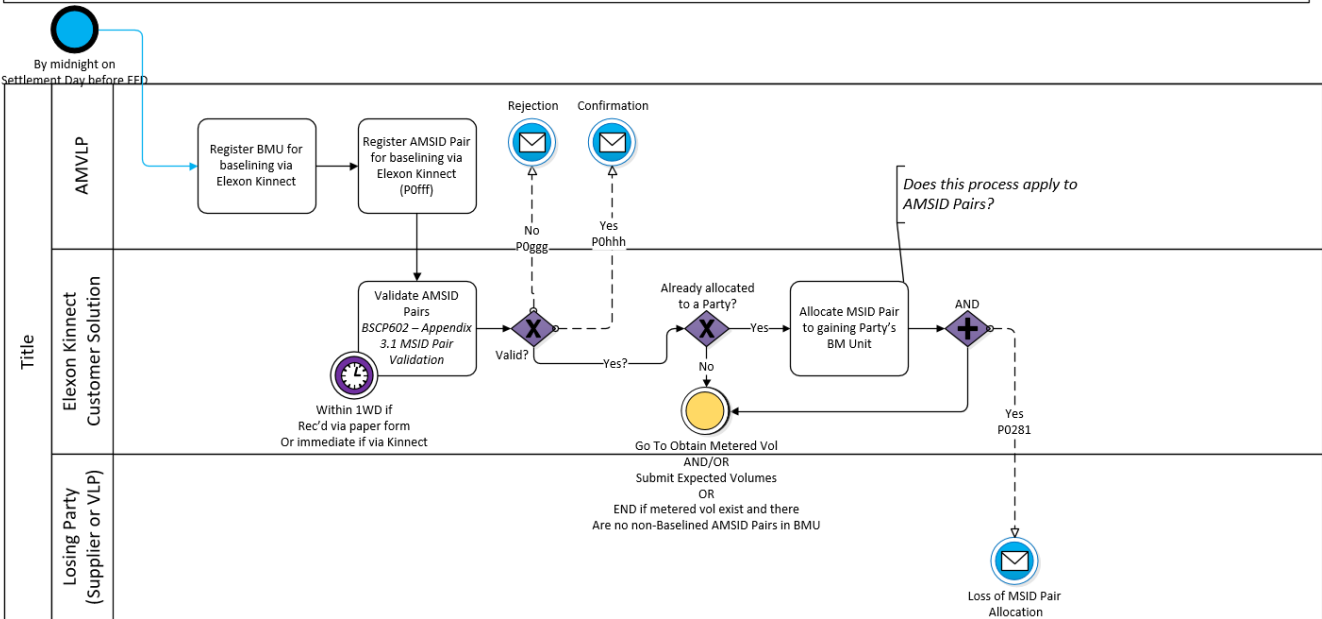 By midnight on
Settlement Day before EFD
Title
AMVLP
Register BMU for
baselining via
Elexon Kinnect
Register AMSID Pair
for baselining via
Elexon Kinnect
(P0fff)
Rejection
Confirmation
No
P0ggg
Yes
P0hhh
Does this process apply to
AMSID Pairs?
Elexon Kinnect
Customer Solution
Validate AMSID
Pairs
BSCP602 – Appendix
3.1 MSID Pair
Validation
Within 1WD if
Rec’d via paper form
Or immediate if via Kinnect
Valid?
Yes?
Already allocated
to a Party?
Yes
No
Allocate MSID Pair
to gaining Party’s
BM Unit
AND
Yes
P0281
Go To Obtain Metered Vol
AND/OR
Submit Expected Volumes
OR
END if metered vol exist and there
Are no non-Baselined AMSID Pairs in BMU
Losing Party
(Supplier or VLP)
Loss of MSID Pair
Allocation